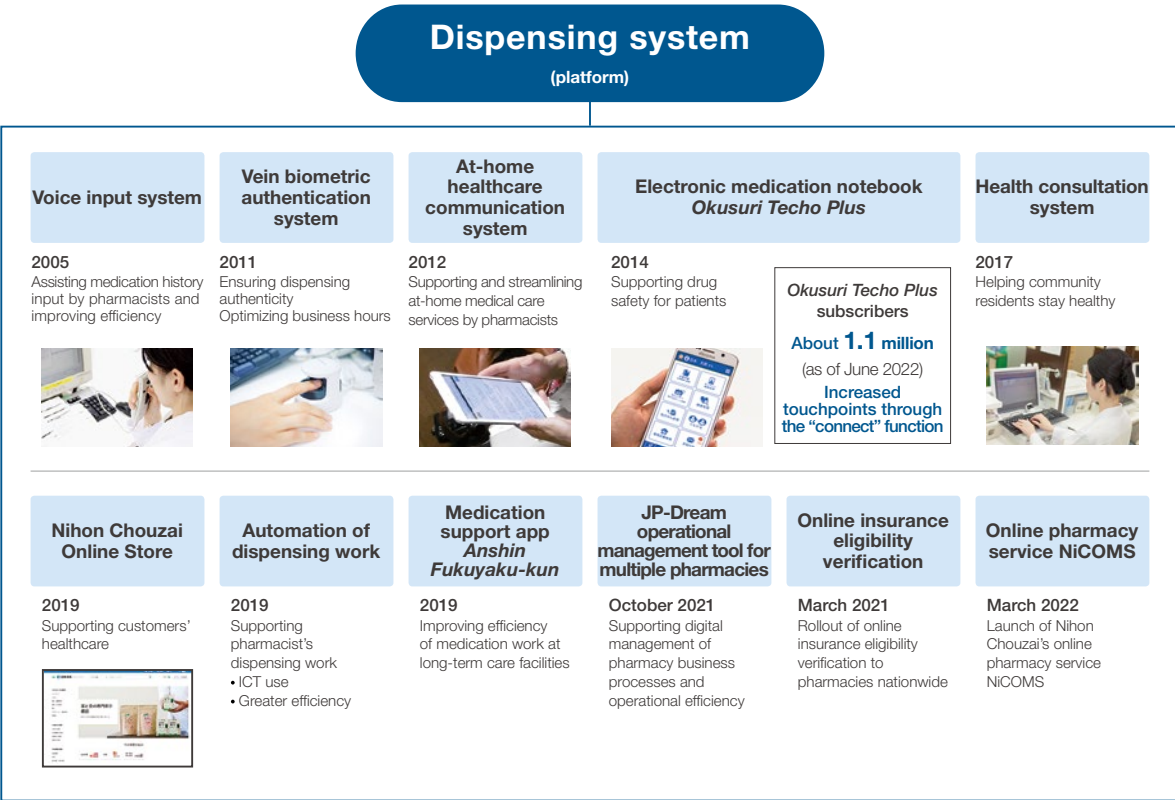 Dispensing system
(platform)
Voice input system
2005
Assisting medication history
input by pharmacists and
improving efficiency
Vein biometric
authentication
system
2011
Ensuring dispensing
authenticity
Optimizing business hours
At-home
healthcare
communication
system
2012
Supporting and streamlining
at-home medical care
services by pharmacists
Electronic medication notebook
Okusuri Techo Plus
2014
Supporting drug
safety for patients
Okusuri Techo Plus
subscribers
About 1.1 million
(as of June 2022)
Increased
touchpoints through
the “connect” function
Health consultation
system
2017
Helping community
residents stay healthy
Nihon Chouzai
Online Store
2019
Supporting customers’
healthcare
Automation of
dispensing work
2019
Supporting
pharmacist’s
dispensing work
• ICT use
• Greater efficiency
Medication
support app
Anshin
Fukuyaku-kun
2019
Improving efficiency
of medication work at
long-term care facilities
JP-Dream
operational
management tool for
multiple pharmacies
October 2021
Supporting digital
management of
pharmacy business
processes and
operational efficiency
Online insurance
eligibility
verification
March 2021
Rollout of online
insurance eligibility
verification to
pharmacies nationwide
Online pharmacy
service NiCOMS
March 2022
Launch of Nihon
Chouzai’s online
pharmacy service
NiCOMS